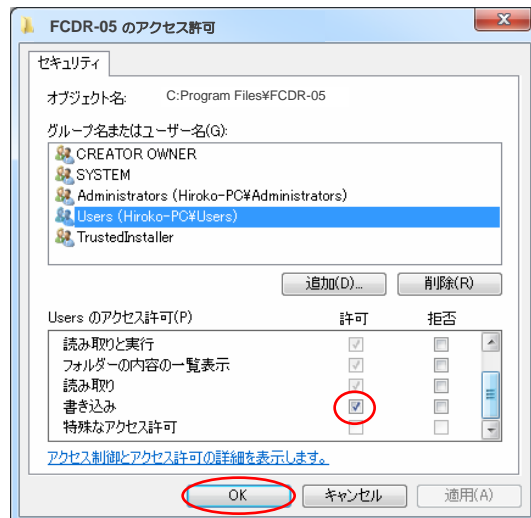 FCDR-05 のアクセス許可
セキュリティ
オブジェクト名: C:Program Files¥FCDR-05
グループ名またはユーザー名(G):
CREATOR OWNER
SYSTEM
Administrators (Hiroko-PC¥Administrators)
Users (Hiroko-PC¥Users)
TrustedInstaller
追加(D)... 削除(R)
Users のアクセス許可(P) 許可 拒否
読み取りと実行
フォルダーの内容の一覧表示
読み取り
書き込み
特殊なアクセス許可
アクセス制御とアクセス許可の詳細を表示します。
OK キャンセル 適用(A)